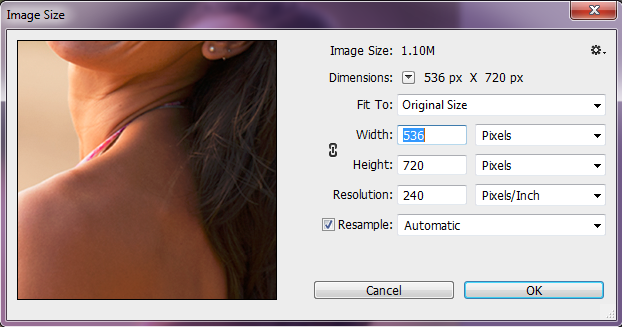 Image Size
Image Size: 1.10M
Dimensions: 536 px X 720 px
Fit To: Original Size
Width: 536 Pixels
Height: 720 Pixels
Resolution: 240 Pixels/Inch
Resample: Automatic
Cancel OK